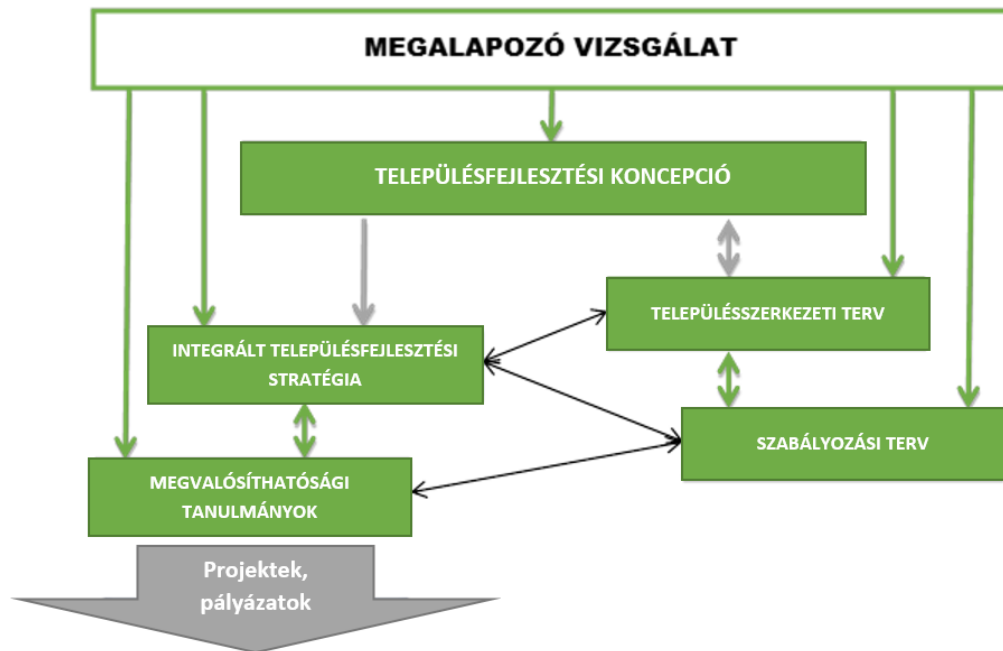 MEGALAPOZÓ VIZSGÁLAT
TELEPÜLÉSFEJLESZTÉSI KONCEPCIÓ
TELEPÜLÉSSZERKEZETI TERV
INTEGRÁLT TELEPÜLÉSFEJLESZTÉSI
STRATÉGIA
SZABÁLYOZÁSI TERV
MEGVALÓSÍTHATÓSÁGI
TANULMÁNYOK
Projektek,
pályázatok